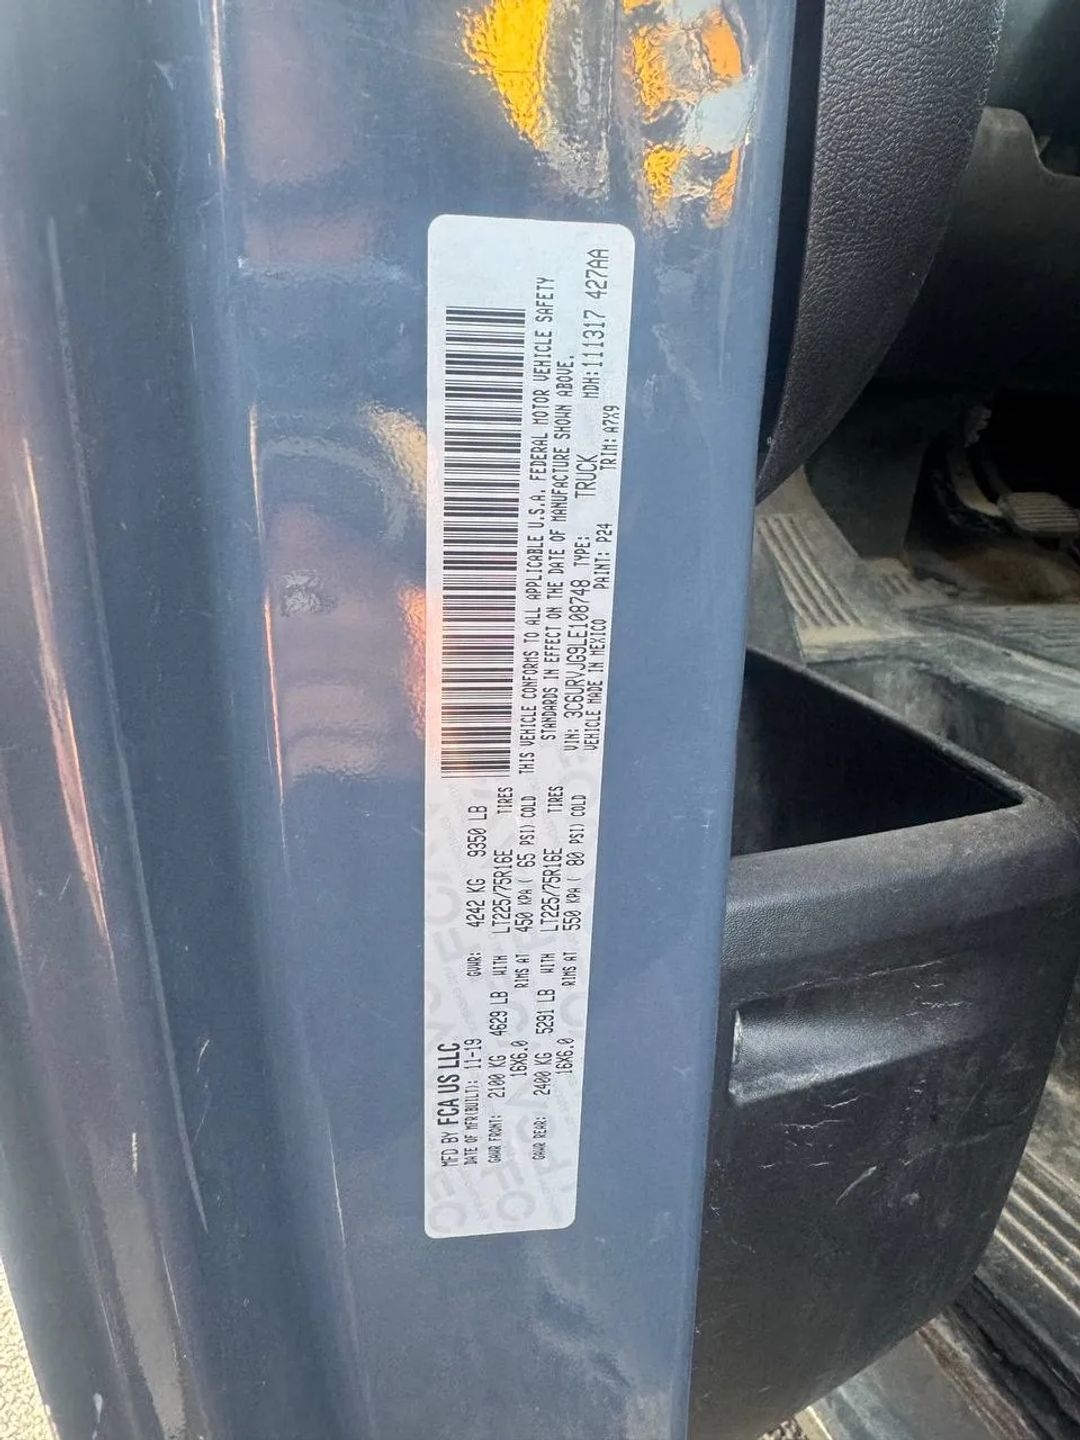 MFD BY FCA US LLC
DATE OF MFR(BUILT): 11-19 GVWR: 4242 KG 9350 LB
GAWR FRONT: 2100 KG 4629 LB WITH LT225/75R16E TIRES
16X6.0 RIMS AT 450 KPA ( 65 PSI) COLD
GAWR REAR: 2400 KG 5291 LB WITH LT225/75R16E TIRES
16X6.0 RIMS AT 550 KPA ( 80 PSI) COLD
THIS VEHICLE CONFORMS TO ALL APPLICABLE U.S.A. FEDERAL MOTOR VEHICLE SAFETY
STANDARDS IN EFFECT ON THE DATE OF MANUFACTURE SHOWN ABOVE.
VIN: 3C6URVJG9LE108748 TYPE: TRUCK MDH: 111317 427AA
VEHICLE MADE IN MEXICO PAINT: P24 TRIM: A7X9